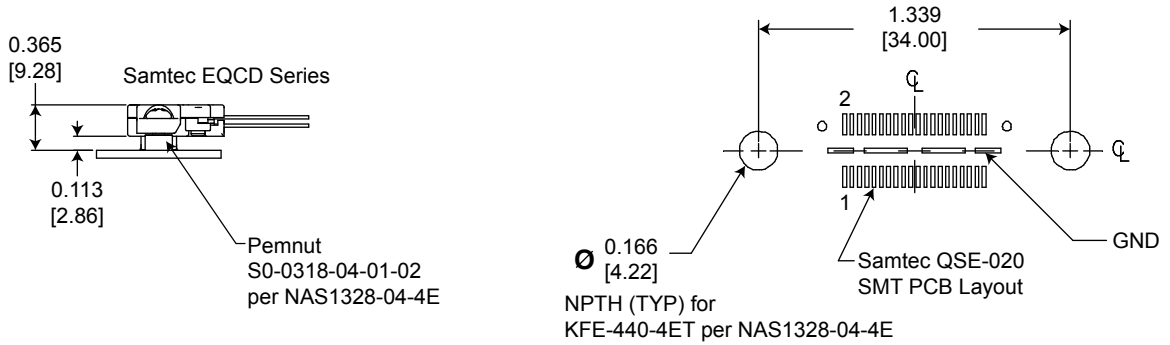 0.365
[9.28]
Samtec EQCD Series
0.113
[2.86]
Pemnut
S0-0318-04-01-02
per NAS1328-04-4E
1.339
[34.00]
℄
2
℄
1
GND
Ø 0.166
[4.22]
Samtec QSE-020
SMT PCB Layout
NPTH (TYP) for
KFE-440-4ET per NAS1328-04-4E